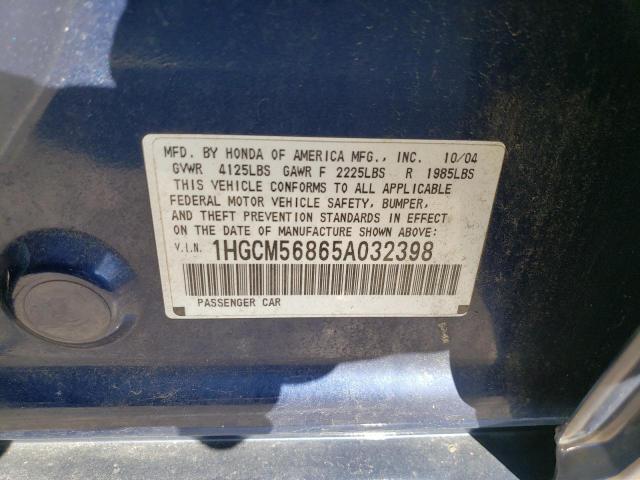 MFD. BY HONDA OF AMERICA MFG., INC. 10/04
GVWR 4125LBS GAWR F 2225LBS R 1985LBS
THIS VEHICLE CONFORMS TO ALL APPLICABLE
FEDERAL MOTOR VEHICLE SAFETY, BUMPER,
AND THEFT PREVENTION STANDARDS IN EFFECT
ON THE DATE OF MANUFACTURE SHOWN ABOVE:
V.I.N. 1HGCM56865A032398
PASSENGER CAR